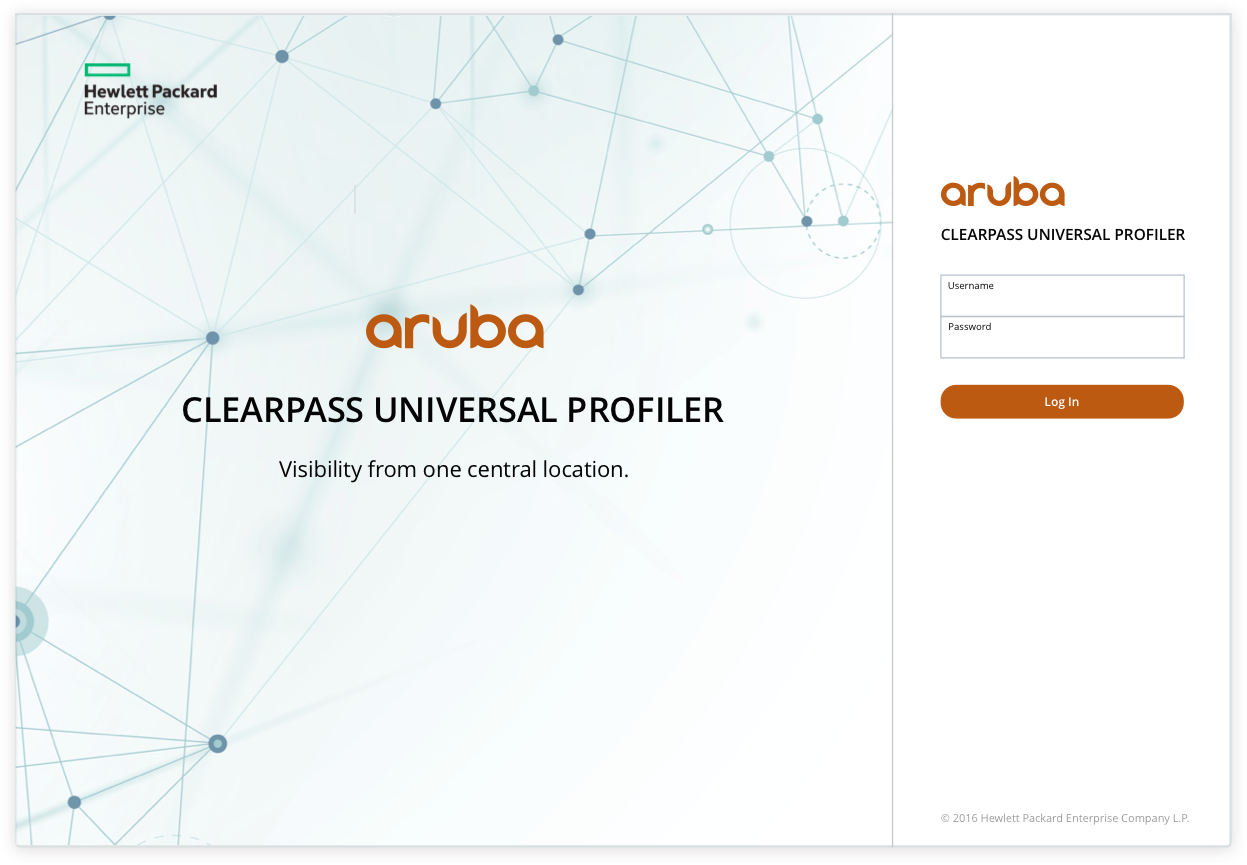 Hewlett Packard
Enterprise
aruba
CLEARPASS UNIVERSAL PROFILER
Visibility from one central location.
aruba
CLEARPASS UNIVERSAL PROFILER
Username
Password
Log In
© 2016 Hewlett Packard Enterprise Company L.P.